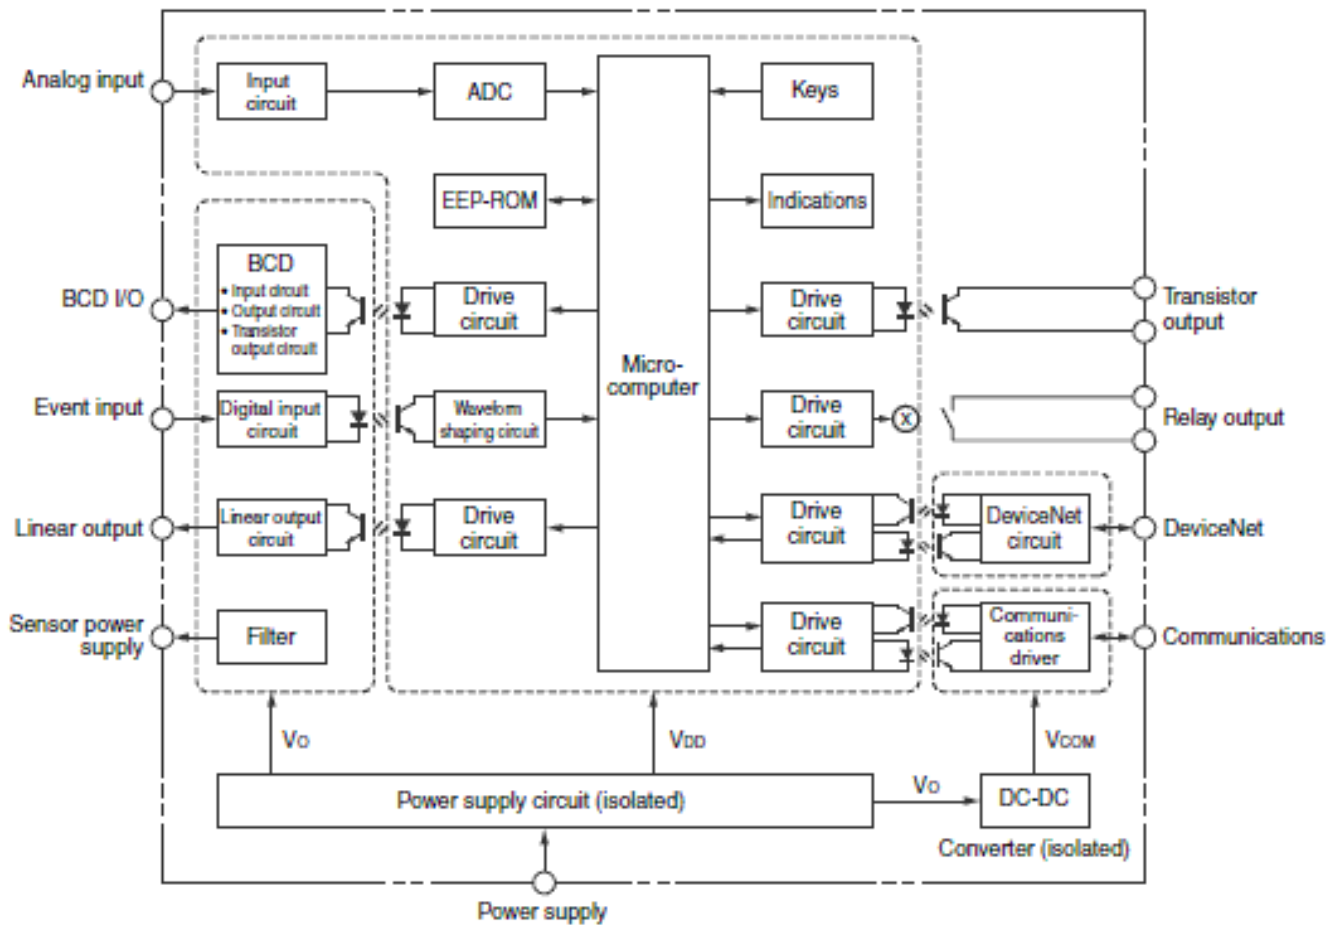 Analog input
Input
circuit
ADC
Keys
EEP-ROM
Indications
BCD I/O
BCD
• Input circuit
• Output circuit
• Transistor
output circuit
Drive
circuit
Micro-
computer
Drive
circuit
Transistor
output
Event input
Digital input
circuit
Waveform
shaping circuit
Drive
circuit
X
Relay output
Linear output
Linear output
circuit
Drive
circuit
Drive
circuit
DeviceNet
circuit
DeviceNet
Sensor power
supply
Filter
Drive
circuit
Communi-
cations
driver
Communications
VO
VDD
VCOM
Power supply circuit (isolated)
VO
DC-DC
Converter (isolated)
Power supply